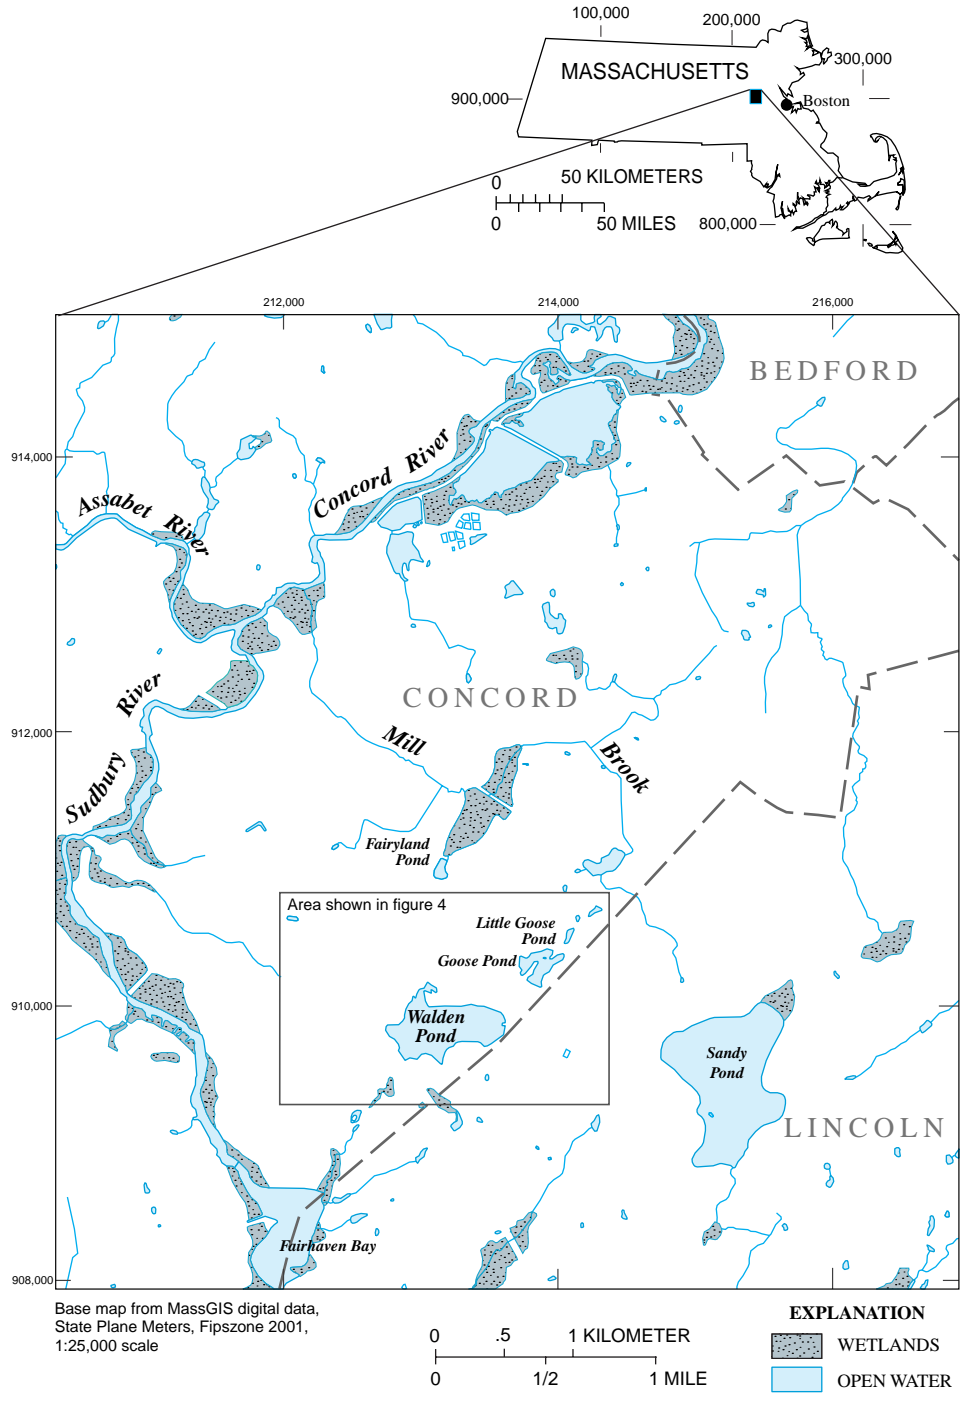 100,000
200,000
300,000
MASSACHUSETTS
900,000
Boston
0
50 KILOMETERS
0
50 MILES
800,000
212,000
214,000
216,000
BEDFORD
914,000
Concord River
Assabet River
CONCORD
River
Sudbury
912,000
Mill
Brook
Fairyland
Pond
Area shown in figure 4
Little Goose
Pond
Goose Pond
910,000
Walden
Pond
Sandy
Pond
LINCOLN
Fairhaven Bay
908,000
Base map from MassGIS digital data,
State Plane Meters, Fipszone 2001,
1:25,000 scale
0 .5 1 KILOMETER
0 1/2 1 MILE
EXPLANATION
WETLANDS
OPEN WATER